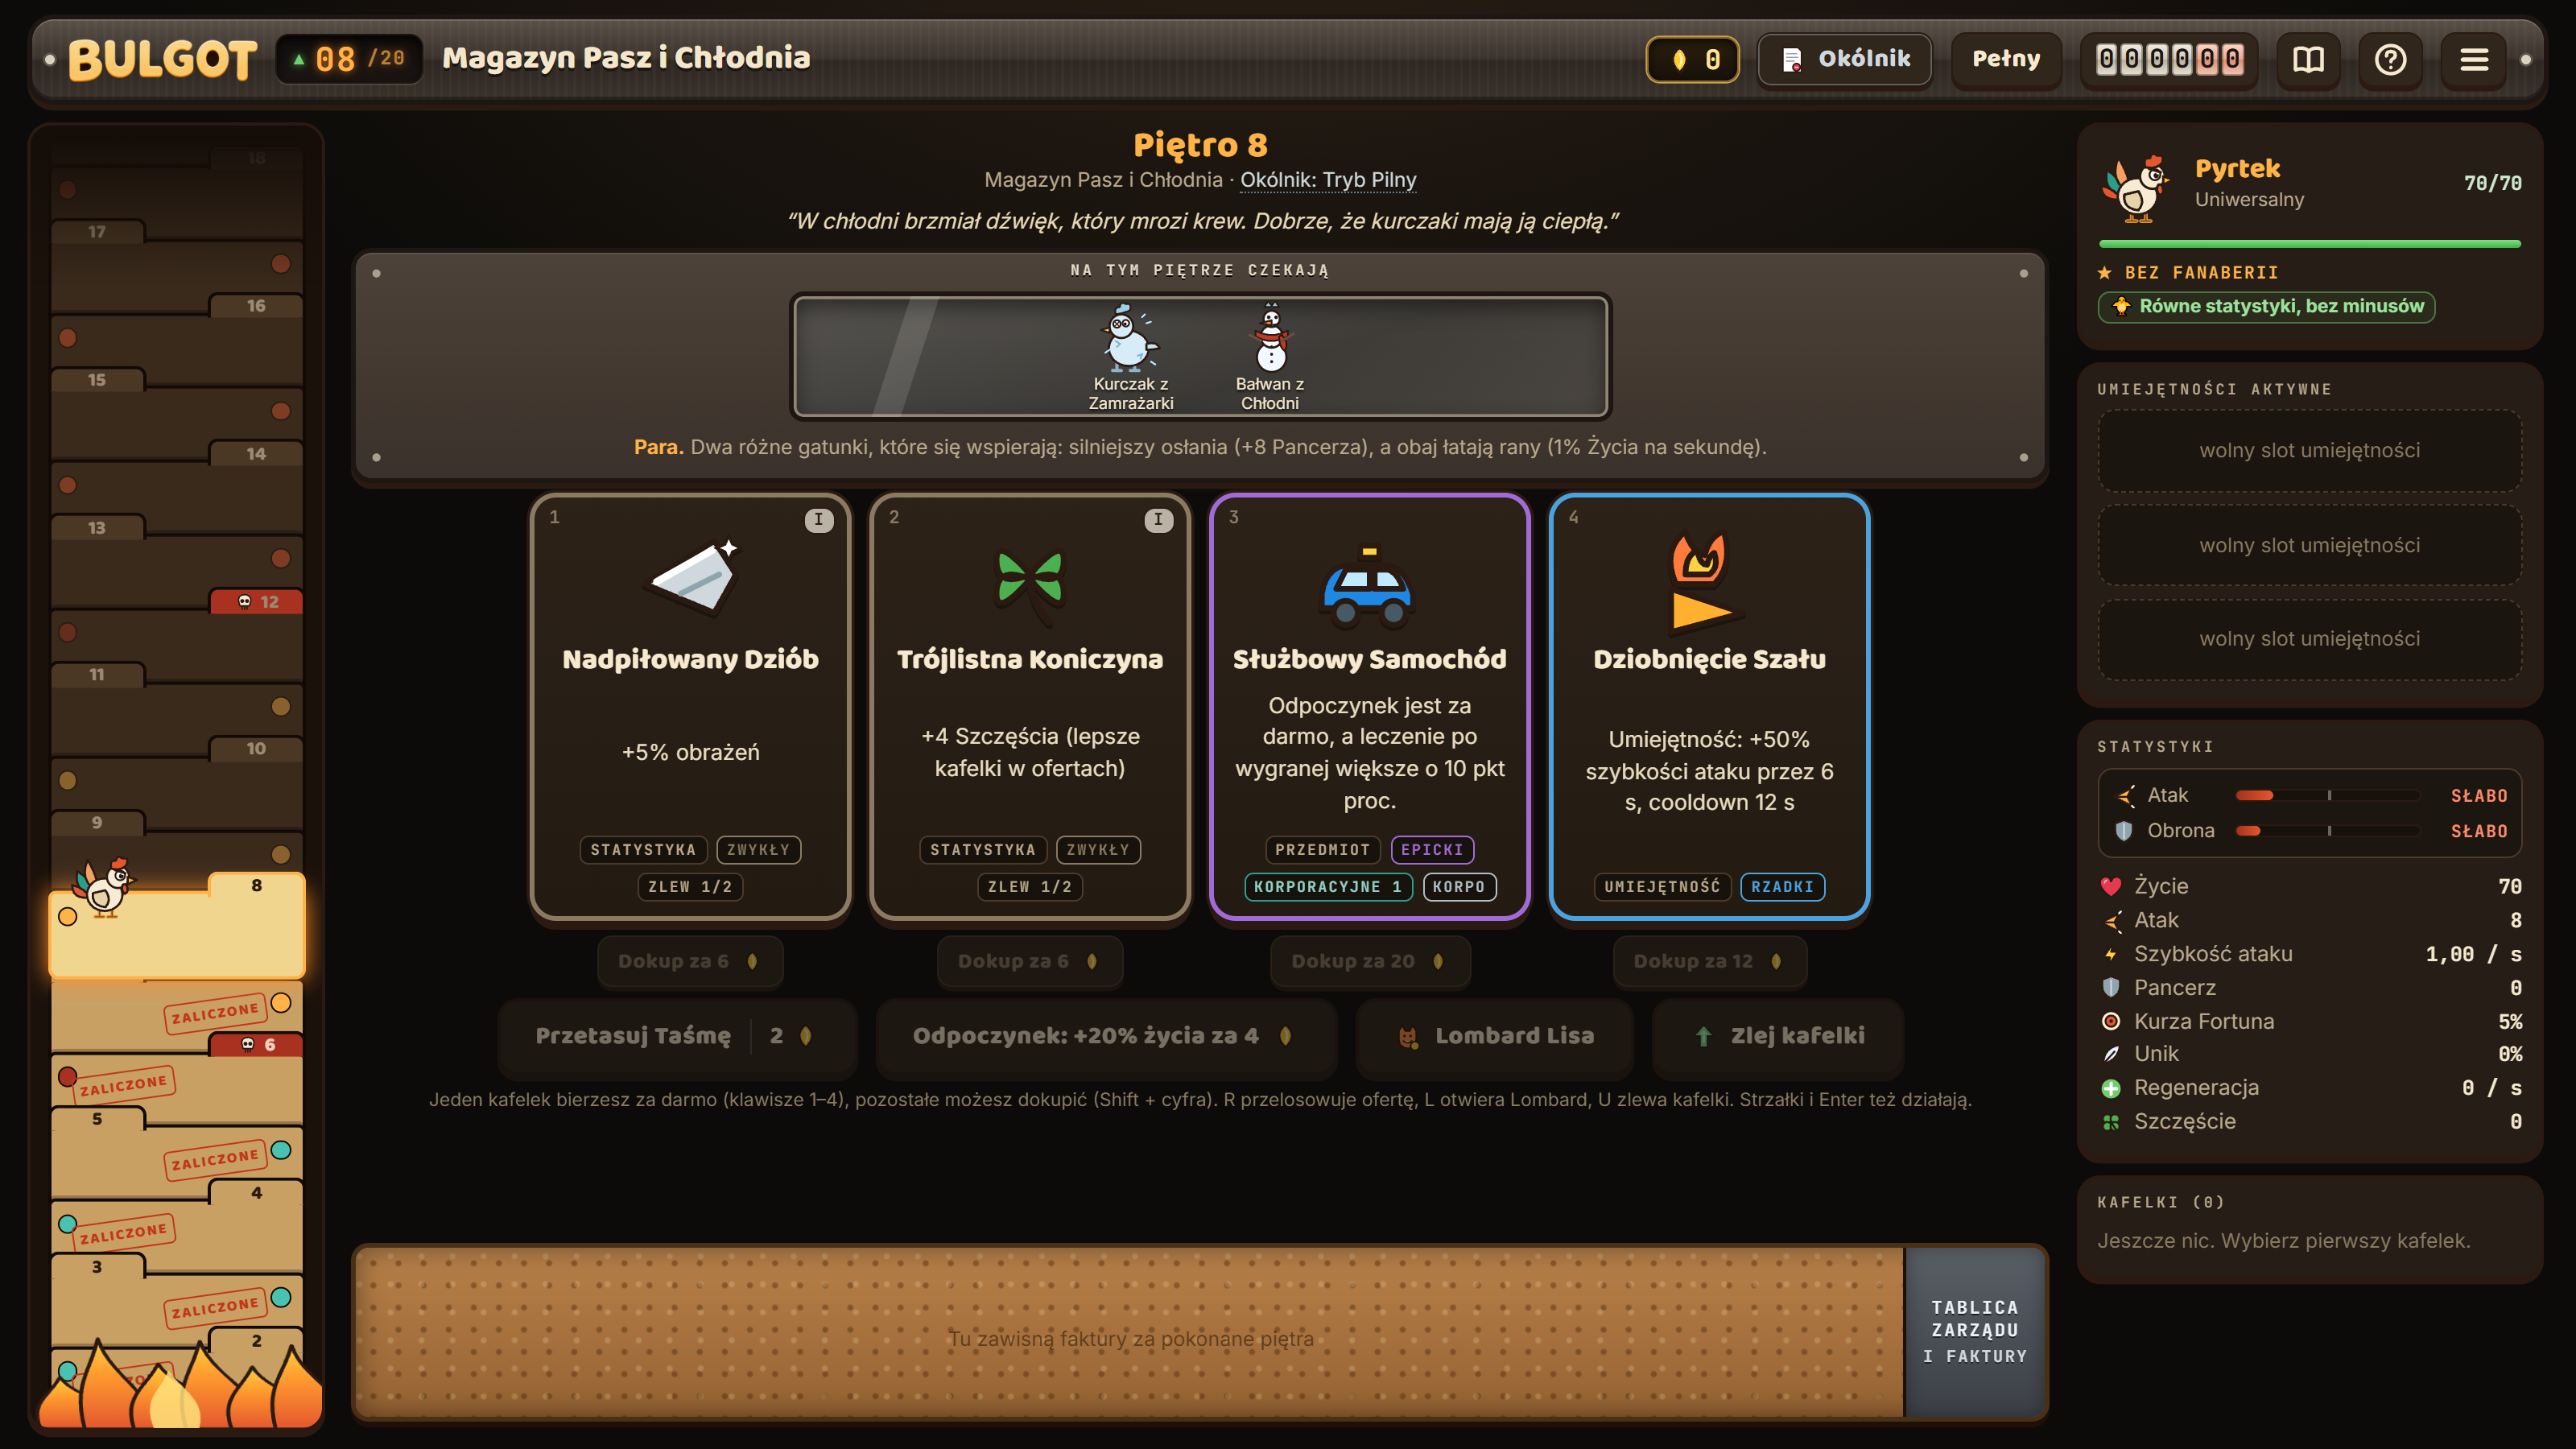 BULGOT
08 /20
Magazyn Pasz i Chłodnia
0
Okólnik
Pełny
000000
18
17
16
15
14
13
12
11
10
9
8
ZALICZONE
6
ZALICZONE
5
ZALICZONE
4
ZALICZONE
3
ZALICZONE
2
Piętro 8
Magazyn Pasz i Chłodnia · Okólnik: Tryb Pilny
“W chłodni brzmiał dźwięk, który mrozi krew. Dobrze, że kurczaki mają ją ciepłą.”
NA TYM PIĘTRZE CZEKAJĄ
Kurczak z
Zamrażarki
Bałwan z
Chłodni
Para. Dwa różne gatunki, które się wspierają: silniejszy osłania (+8 Pancerza), a obaj łatają rany (1% Życia na sekundę).
1
I
Nadpiłowany Dziób
+5% obrażeń
STATYSTYKA
ZWYKŁY
ZLEW 1/2
Dokup za 6
2
I
Trójlistna Koniczyna
+4 Szczęścia (lepsze
kafelki w ofertach)
STATYSTYKA
ZWYKŁY
ZLEW 1/2
Dokup za 6
3
Służbowy Samochód
Odpoczynek jest za
darmo, a leczenie po
wygranej większe o 10 pkt
proc.
PRZEDMIOT
EPICKI
KORPORACYJNE 1
KORPO
Dokup za 20
4
Dziobnięcie Szału
Umiejętność: +50%
szybkości ataku przez 6
s, cooldown 12 s
UMIEJĘTNOŚĆ
RZADKI
Dokup za 12
Przetasuj Taśmę 2
Odpoczynek: +20% życia za 4
Lombard Lisa
Zlej kafelki
Jeden kafelek bierzesz za darmo (klawisze 1–4), pozostałe możesz dokupić (Shift + cyfra). R przelosowuje ofertę, L otwiera Lombard, U zlewa kafelki. Strzałki i Enter też działają.
Tu zawisną faktury za pokonane piętra
TABLICA
ZARZĄDU
I FAKTURY
Pyrtek
Uniwersalny
70/70
★ BEZ FANABERII
Równe statystyki, bez minusów
UMIEJĘTNOŚCI AKTYWNE
wolny slot umiejętności
wolny slot umiejętności
wolny slot umiejętności
STATYSTYKI
Atak SŁABO
Obrona SŁABO
Życie 70
Atak 8
Szybkość ataku 1,00 / s
Pancerz 0
Kurza Fortuna 5%
Unik 0%
Regeneracja 0 / s
Szczęście 0
KAFELKI (0)
Jeszcze nic. Wybierz pierwszy kafelek.